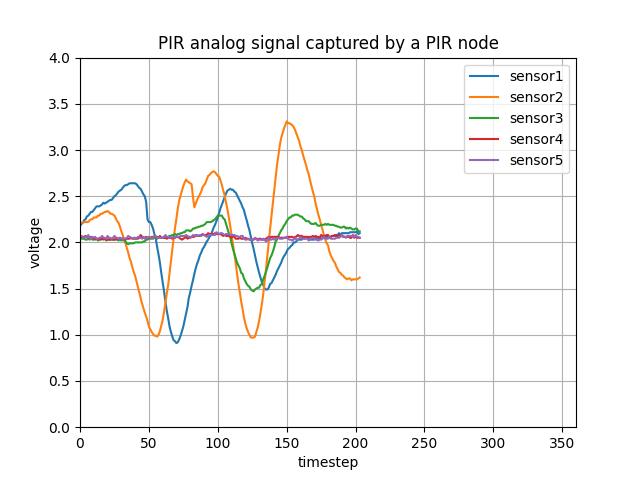 PIR analog signal captured by a PIR node
4.0
3.5
3.0
2.5
2.0
1.5
1.0
0.5
0.0
voltage
sensor1
sensor2
sensor3
sensor4
sensor5
0 50 100 150 200 250 300 350
timestep